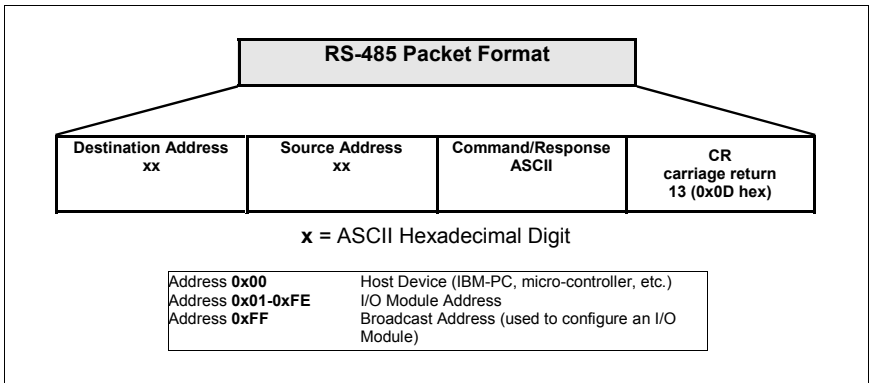 RS-485 Packet Format
Destination Address
xx
Source Address
xx
Command/Response
ASCII
CR
carriage return
13 (0x0D hex)
x = ASCII Hexadecimal Digit
Address 0x00 Host Device (IBM-PC, micro-controller, etc.)
Address 0x01-0xFE I/O Module Address
Address 0xFF Broadcast Address (used to configure an I/O
Module)